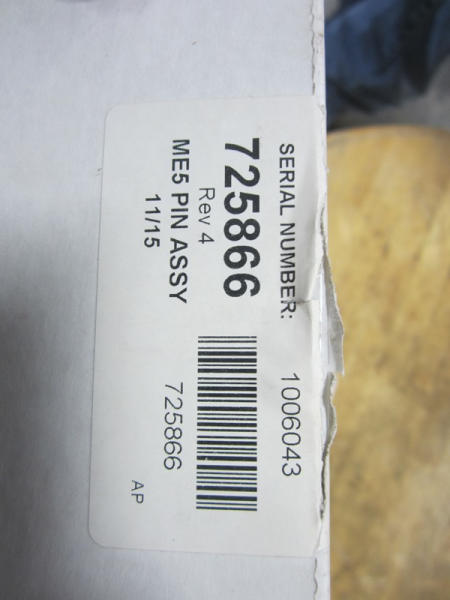 SERIAL NUMBER: 1006043
725866
Rev 4
ME5 PIN ASSY
11/15
725866
AP